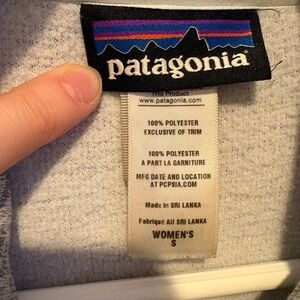 patagonia
This Product
www.patagonia.com
100% POLYESTER
EXCLUSIVE OF TRIM
100% POLYESTER
A PART LA GARNITURE
MFG DATE AND LOCATION
AT PCPSIA.COM
Made in SRI LANKA
Fabriqué AU SRI LANKA
WOMEN'S
S